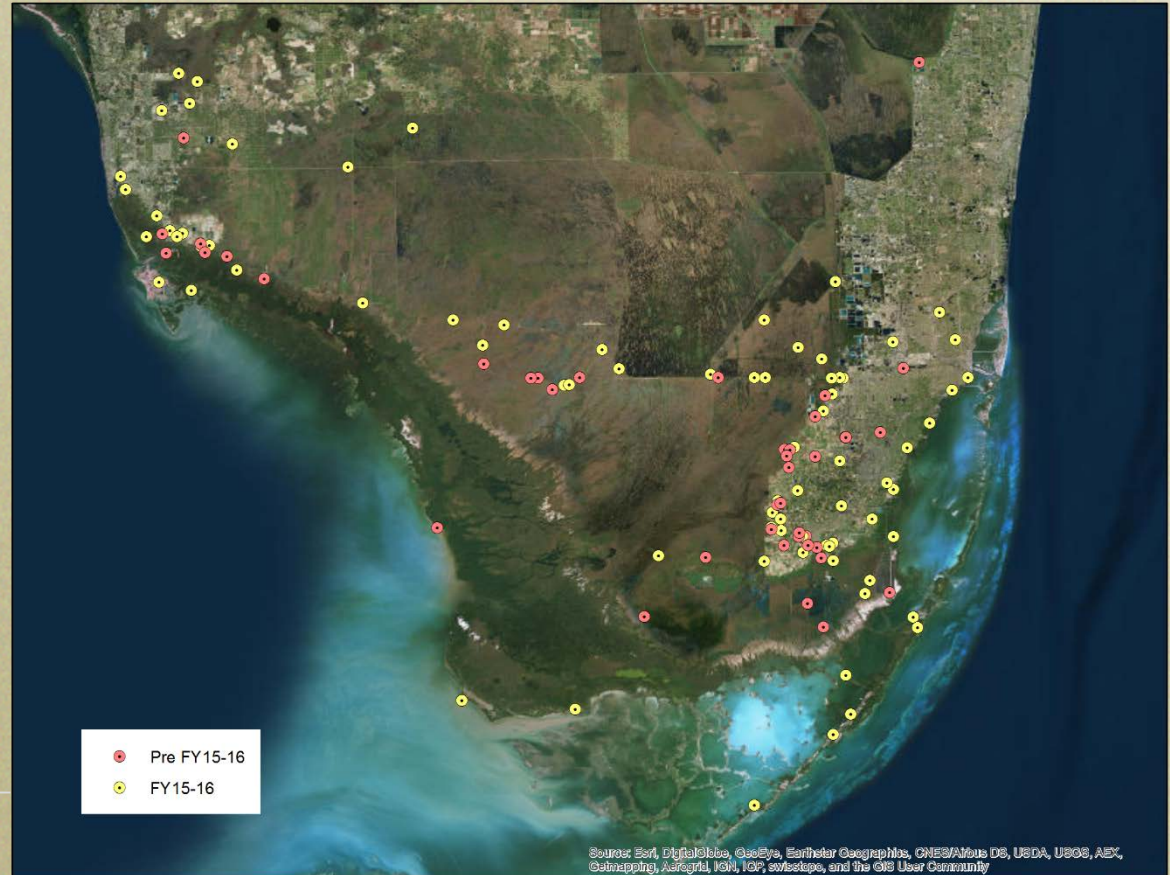 Pre FY15-16
FY15-16
Source: Esri, DigitalGlobe, GeoEye, Earthstar Geographics, CNES/Airbus DS, USDA, USGS, AEX,
Getmapping, Aerogrid, IGN, IGP, swisstopo, and the GIS User Community